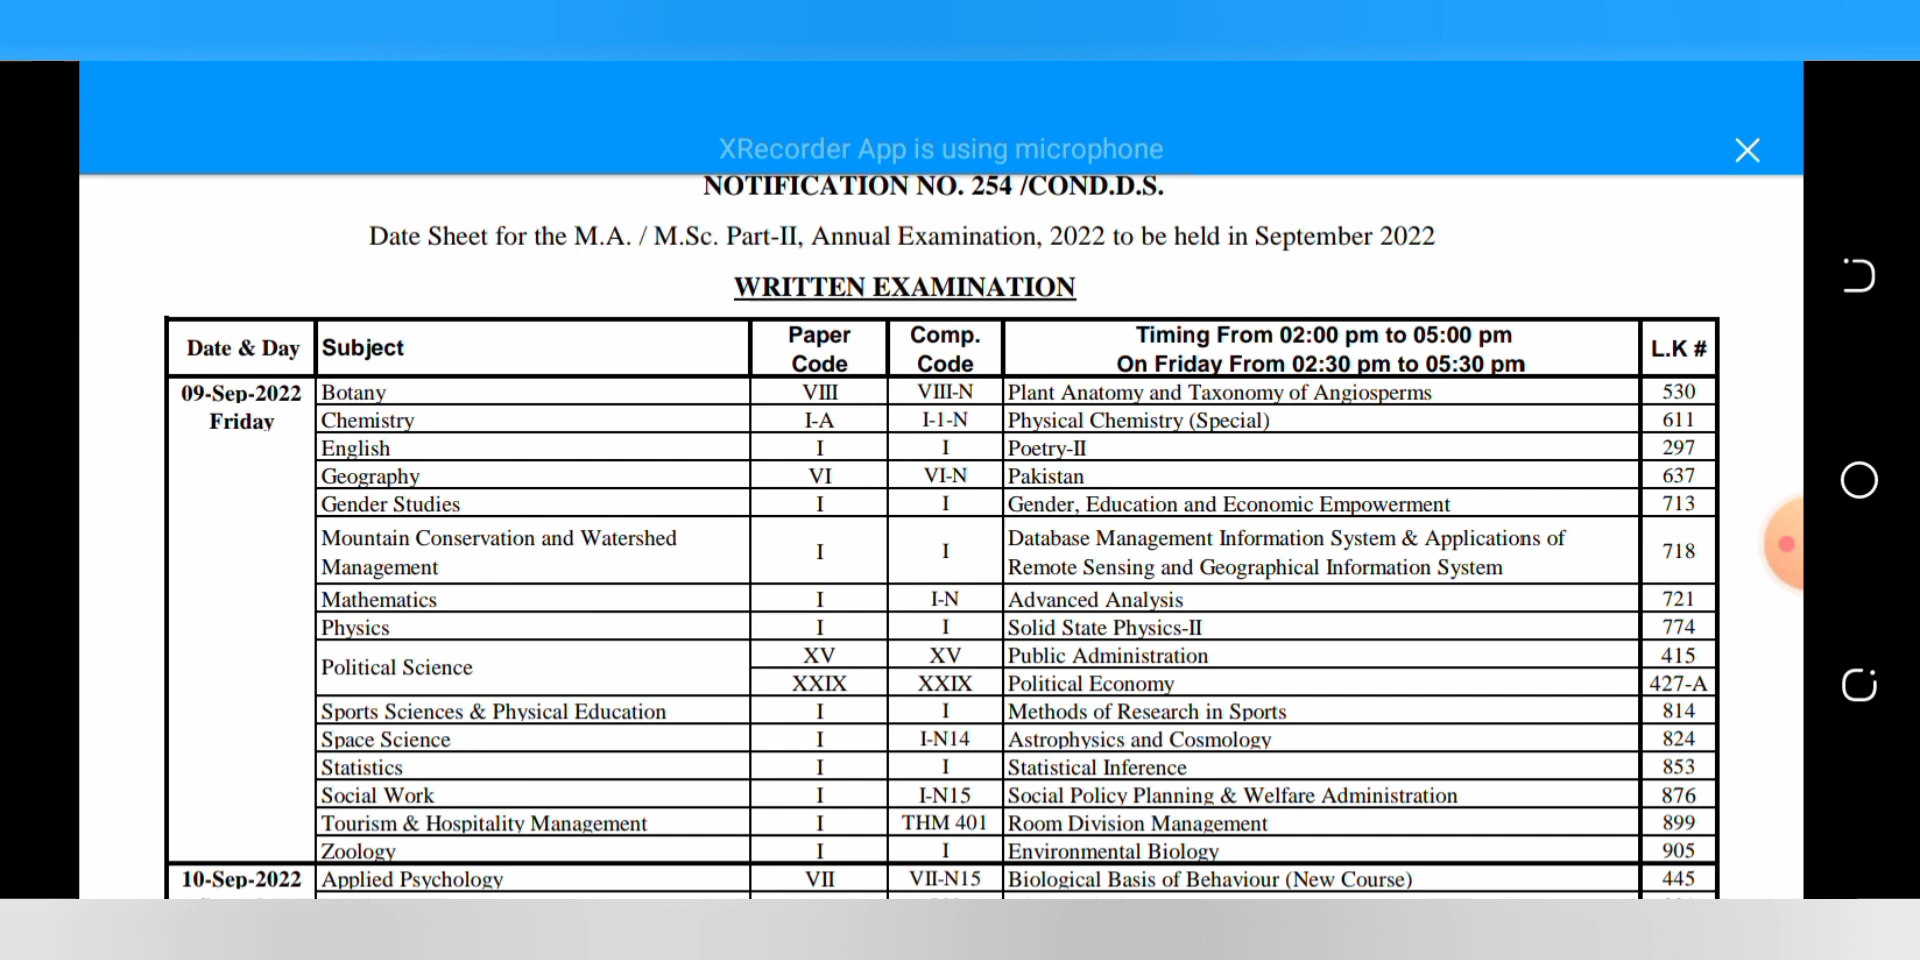 XRecorder App is using microphone
NOTIFICATION NO. 254 /COND.D.S.
Date Sheet for the M.A. / M.Sc. Part-II, Annual Examination, 2022 to be held in September 2022
WRITTEN EXAMINATION
Date & Day Subject Paper Code Comp. Code Timing From 02:00 pm to 05:00 pm On Friday From 02:30 pm to 05:30 pm L.K #
09-Sep-2022 Friday Botany VIII VIII-N Plant Anatomy and Taxonomy of Angiosperms 530
Chemistry I-A I-1-N Physical Chemistry (Special) 611
English I I Poetry-II 297
Geography VI VI-N Pakistan 637
Gender Studies I I Gender, Education and Economic Empowerment 713
Mountain Conservation and Watershed Management I I Database Management Information System & Applications of Remote Sensing and Geographical Information System 718
Mathematics I I-N Advanced Analysis 721
Physics I I Solid State Physics-II 774
Political Science XV XV Public Administration 415
XXIX XXIX Political Economy 427-A
Sports Sciences & Physical Education I I Methods of Research in Sports 814
Space Science I I-N14 Astrophysics and Cosmology 824
Statistics I I Statistical Inference 853
Social Work I I-N15 Social Policy Planning & Welfare Administration 876
Tourism & Hospitality Management I THM 401 Room Division Management 899
Zoology I I Environmental Biology 905
10-Sep-2022 Applied Psychology VII VII-N15 Biological Basis of Behaviour (New Course) 445